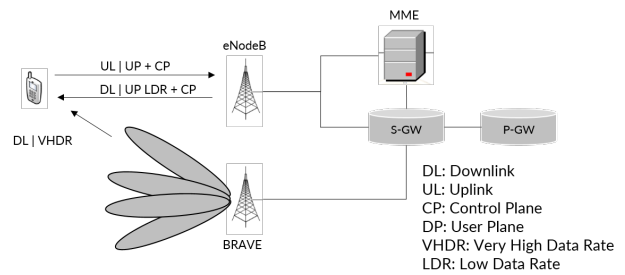 MME
eNodeB
UL | UP + CP
DL | UP LDR + CP
S-GW
P-GW
DL | VHDR
BRAVE
DL: Downlink
UL: Uplink
CP: Control Plane
DP: User Plane
VHDR: Very High Data Rate
LDR: Low Data Rate